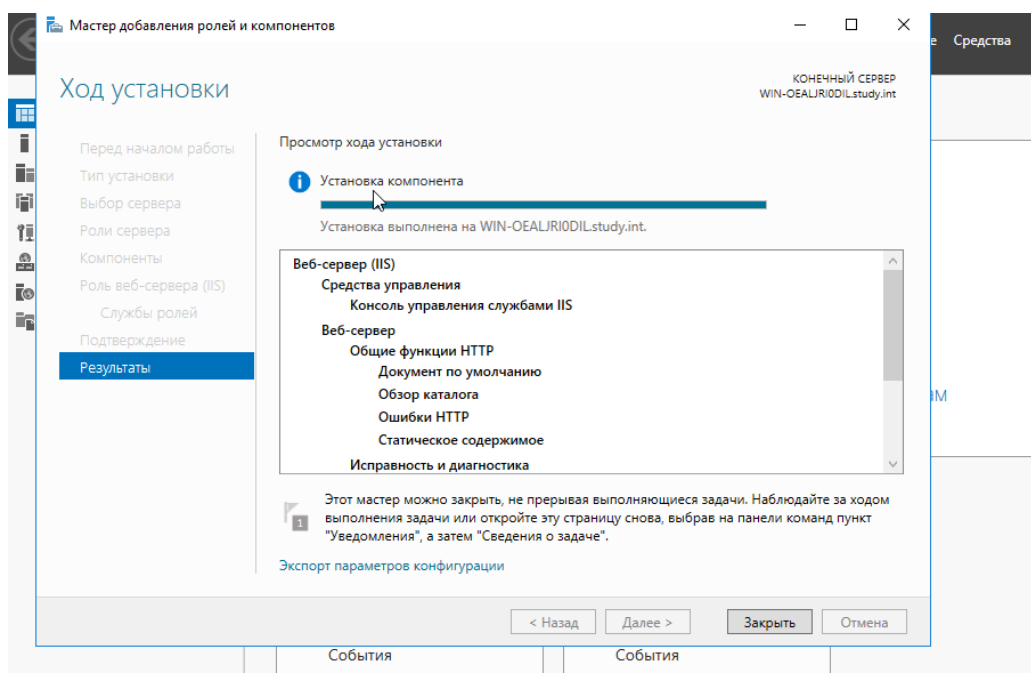 Мастер добавления ролей и компонентов
е Средства
Ход установки
КОНЕЧНЫЙ СЕРВЕР
WIN-OEALJRI0DIL.study.int
Перед началом работы
Тип установки
Выбор сервера
Роли сервера
Компоненты
Роль веб-сервера (IIS)
Службы ролей
Подтверждение
Результаты
Просмотр хода установки
Установка компонента
Установка выполнена на WIN-OEALJRI0DIL.study.int.
Веб-сервер (IIS)
Средства управления
Консоль управления службами IIS
Веб-сервер
Общие функции HTTP
Документ по умолчанию
Обзор каталога
Ошибки HTTP
Статическое содержимое
Исправность и диагностика
ам
1
Этот мастер можно закрыть, не прерывая выполняющиеся задачи. Наблюдайте за ходом
выполнения задачи или откройте эту страницу снова, выбрав на панели команд пункт
"Уведомления", а затем "Сведения о задаче".
Экспорт параметров конфигурации
< Назад Далее > Закрыть Отмена
События События